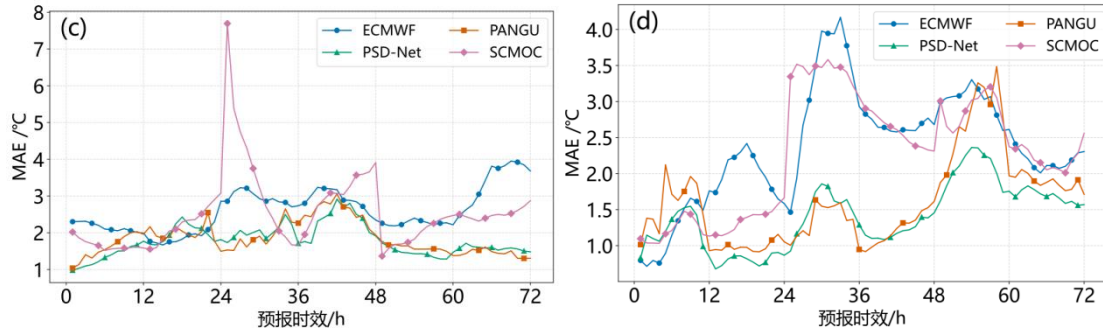 (c)
ECMWF
PANGU
PSD-Net
SCMOC
MAE /℃
8
7
6
5
4
3
2
1
0
12
24
36
48
60
72
预报时效/h
(d)
ECMWF
PANGU
PSD-Net
SCMOC
MAE /℃
4.0
3.5
3.0
2.5
2.0
1.5
1.0
0
12
24
36
48
60
72
预报时效/h